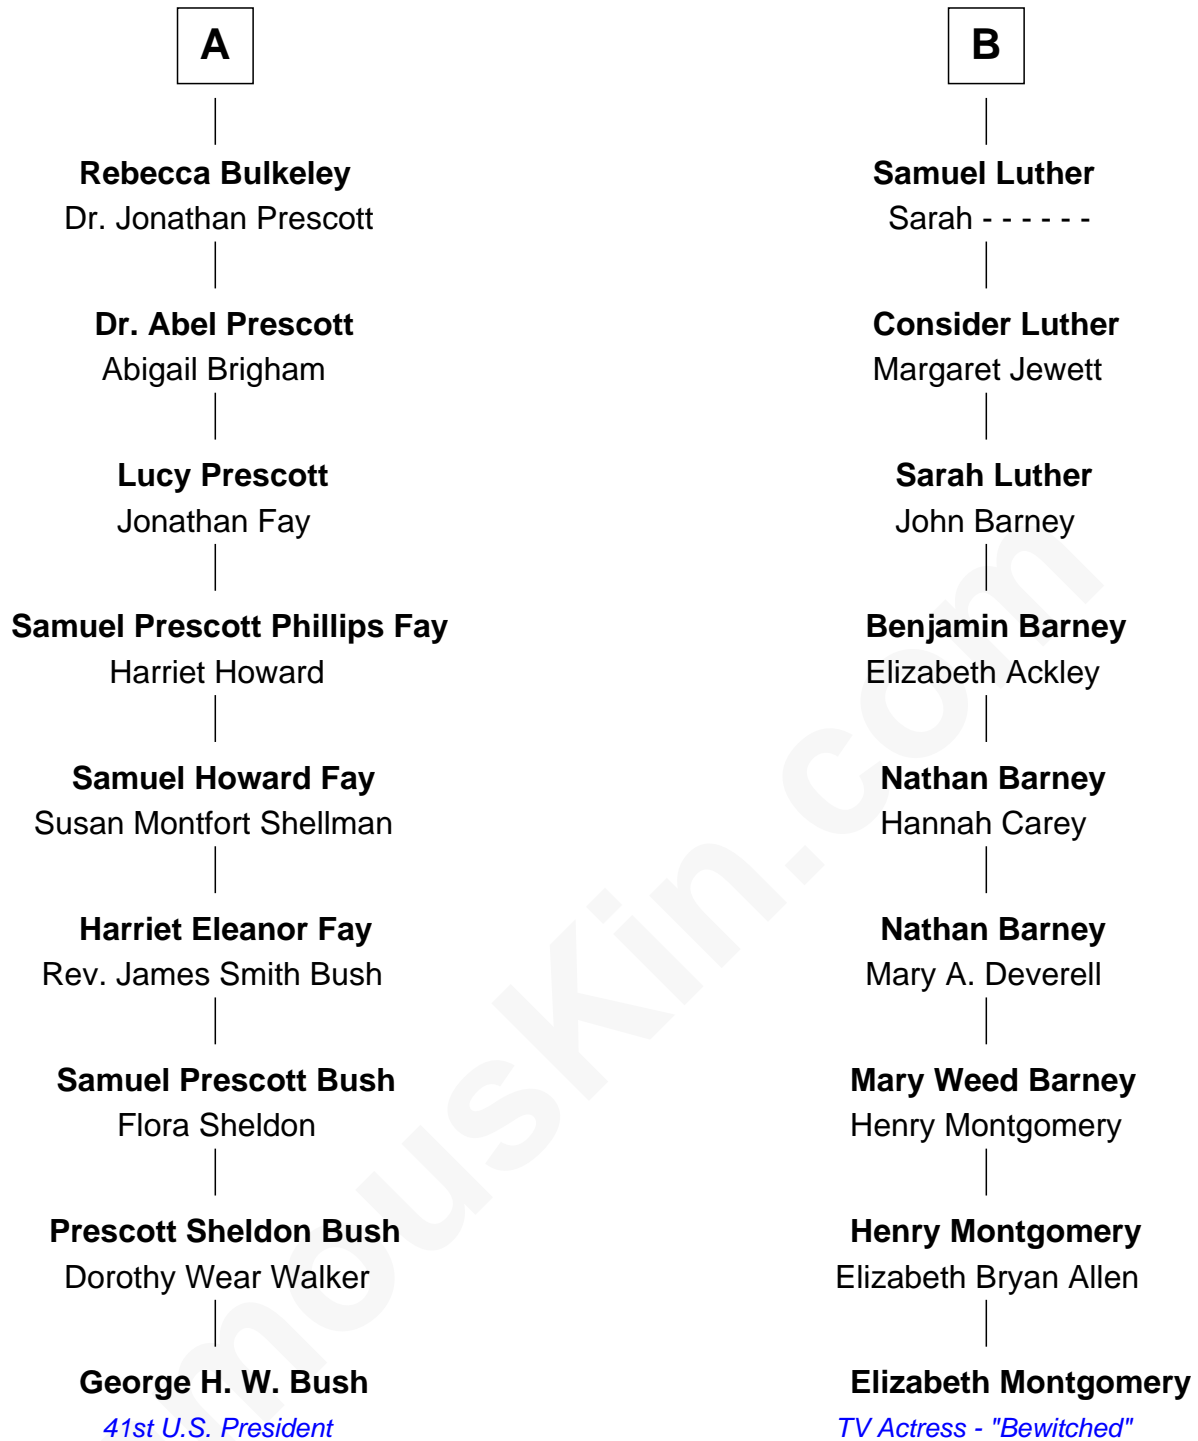 A
Rebecca Bulkeley
Dr. Jonathan Prescott
Dr. Abel Prescott
Abigail Brigham
Lucy Prescott
Jonathan Fay
Samuel Prescott Phillips Fay
Harriet Howard
Samuel Howard Fay
Susan Montfort Shellman
Harriet Eleanor Fay
Rev. James Smith Bush
Samuel Prescott Bush
Flora Sheldon
Prescott Sheldon Bush
Dorothy Wear Walker
George H. W. Bush
41st U.S. President
B
Samuel Luther
Sarah - - - - - -
Consider Luther
Margaret Jewett
Sarah Luther
John Barney
Benjamin Barney
Elizabeth Ackley
Nathan Barney
Hannah Carey
Nathan Barney
Mary A. Deverell
Mary Weed Barney
Henry Montgomery
Henry Montgomery
Elizabeth Bryan Allen
Elizabeth Montgomery
TV Actress - "Bewitched"
mousKin.com